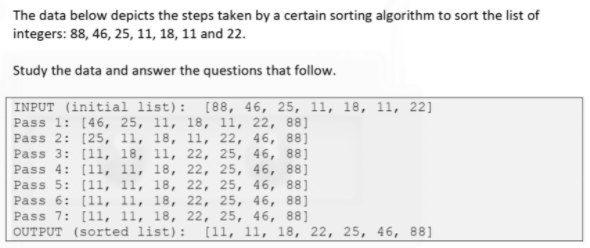 The data below depicts the steps taken by a certain sorting algorithm to sort the list of
integers: 88, 46, 25, 11, 18, 11 and 22.
Study the data and answer the questions that follow.
INPUT (initial list): [88, 46, 25, 11, 18, 11, 22]
Pass 1: [46, 25, 11, 18, 11, 22, 88]
Pass 2: [25, 11, 18, 11, 22, 46, 88]
Pass 3: [11, 18, 11, 22, 25, 46, 88]
Pass 4: [11, 11, 18, 22, 25, 46, 88]
Pass 5: [11, 11, 18, 22, 25, 46, 88]
Pass 6: [11, 11, 18, 22, 25, 46, 88]
Pass 7: [11, 11, 18, 22, 25, 46, 88]
OUTPUT (sorted list): [11, 11, 18, 22, 25, 46, 88]